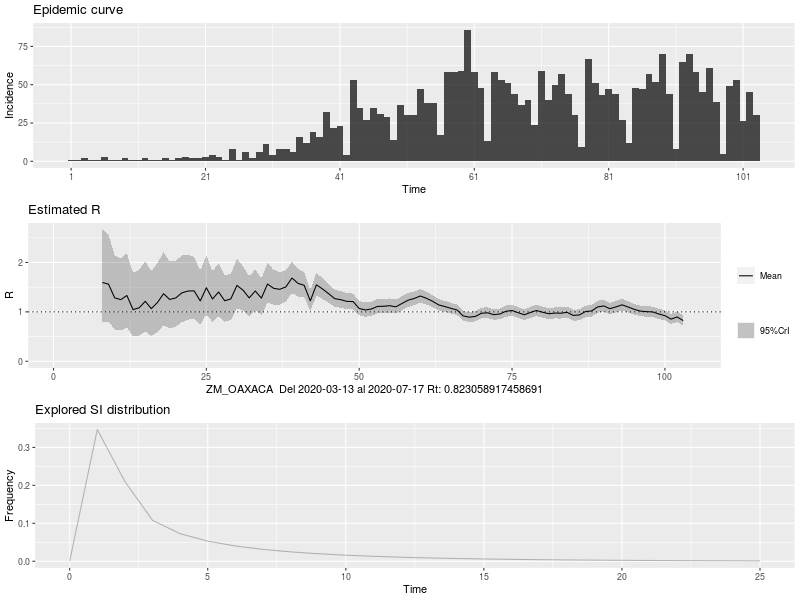 Epidemic curve
75
50
25
0
Incidence
1 21 41 61 81 101
Time
Estimated R
2
1
0
R
Mean
95%CrI
0 25 50 75 100
ZM_OAXACA Del 2020-03-13 al 2020-07-17 Rt: 0.823058917458691
Explored SI distribution
0.3
0.2
0.1
0.0
Frequency
0 5 10 15 20 25
Time